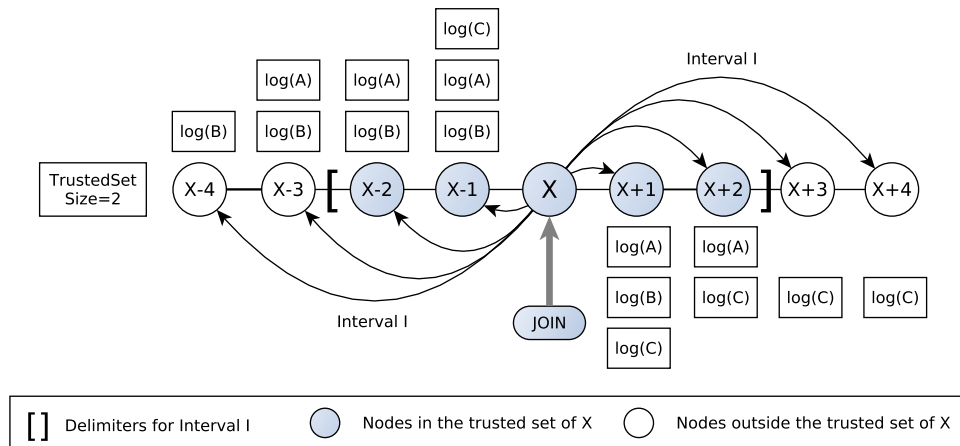 log(C)
Interval I
log(A) log(A) log(A)
log(B) log(B) log(B) log(B)
TrustedSet
Size=2
X-4 X-3 [ X-2 X-1 X X+1 X+2 ] X+3 X+4
log(A) log(A)
log(B) log(C) log(C) log(C)
Interval I
JOIN
log(C)
[ ] Delimiters for Interval I Nodes in the trusted set of X Nodes outside the trusted set of X